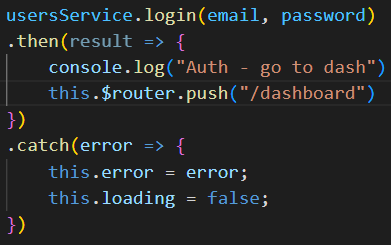 usersService.login(email, password)
.then(result => {
    console.log("Auth - go to dash")
    this.$router.push("/dashboard")
})
.catch(error => {
    this.error = error;
    this.loading = false;
})